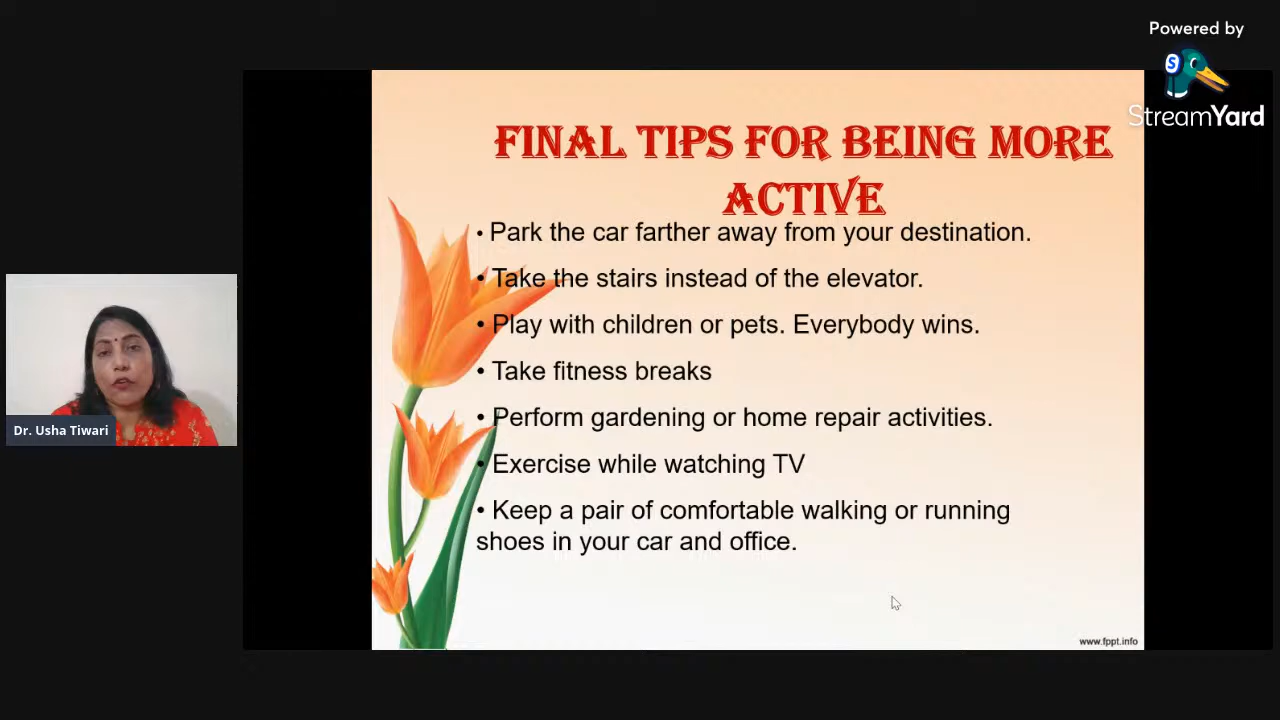 Powered by
StreamYard
FINAL TIPS FOR BEING MORE
ACTIVE
• Park the car farther away from your destination.
• Take the stairs instead of the elevator.
• Play with children or pets. Everybody wins.
• Take fitness breaks
• Perform gardening or home repair activities.
• Exercise while watching TV
• Keep a pair of comfortable walking or running
shoes in your car and office.
Dr. Usha Tiwari
www.fppt.info